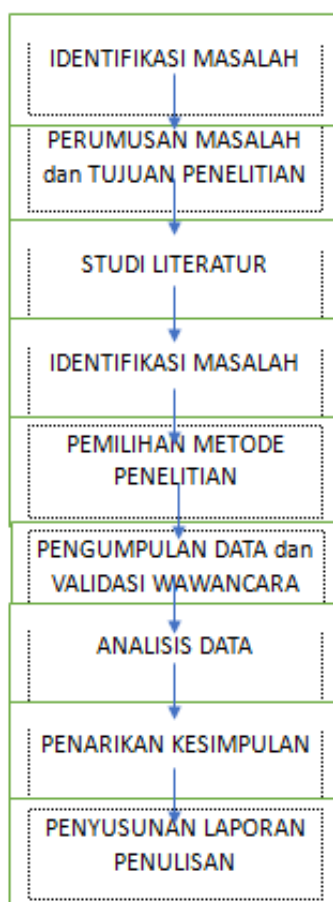 IDENTIFIKASI MASALAH
PERUMUSAN MASALAH
dan TUJUAN PENELITIAN
STUDI LITERATUR
IDENTIFIKASI MASALAH
PEMILIHAN METODE
PENELITIAN
PENGUMPULAN DATA dan
VALIDASI WAWANCARA
ANALISIS DATA
PENARIKAN KESIMPULAN
PENYUSUNAN LAPORAN
PENULISAN